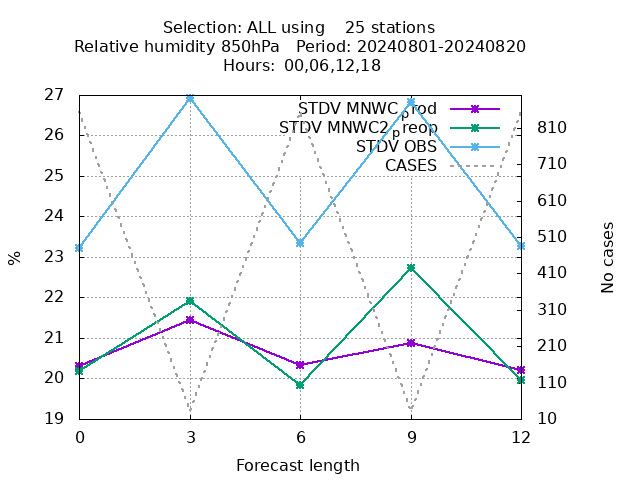 Selection: ALL using    25 stations
Relative humidity 850hPa   Period: 20240801-20240820
Hours: 00,06,12,18
STDV MNWC_prod
STDV MNWC2_preop
STDV OBS
CASES
27
26
25
24
23
22
21
20
19
%
810
710
610
510
410
310
210
110
10
No cases
0 3 6 9 12
Forecast length